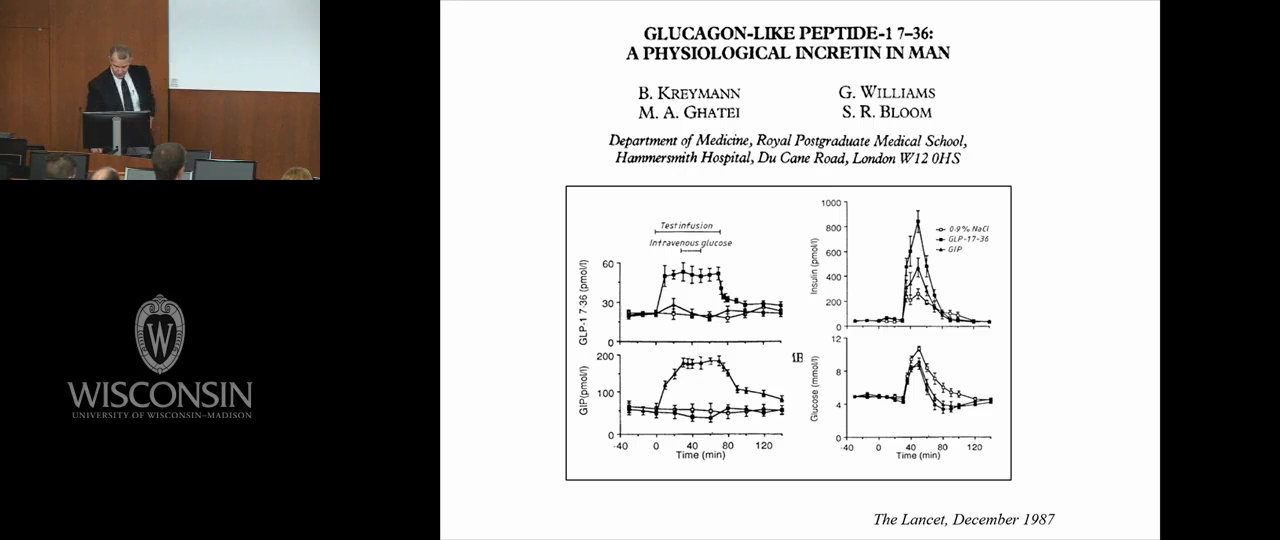 GLUCAGON-LIKE PEPTIDE-1 7–36:
A PHYSIOLOGICAL INCRETIN IN MAN
B. KREYMANN G. WILLIAMS
M. A. GHATEI S. R. BLOOM
Department of Medicine, Royal Postgraduate Medical School,
Hammersmith Hospital, Du Cane Road, London W12 0HS
Test infusion
Intravenous glucose
GLP-1 7·36 (pmol/l)
60
30
0
GIP(pmol/l)
200
100
0
-40 0 40 80 120
Time (min)
Insulin (pmol/l)
1000
800
600
400
200
0
0·9% NaCl
GLP-17-36
GIP
Glucose (mmol/l)
12
8
4
0
-40 0 40 80 120
Time (min)
The Lancet, December 1987
W
WISCONSIN
UNIVERSITY OF WISCONSIN–MADISON